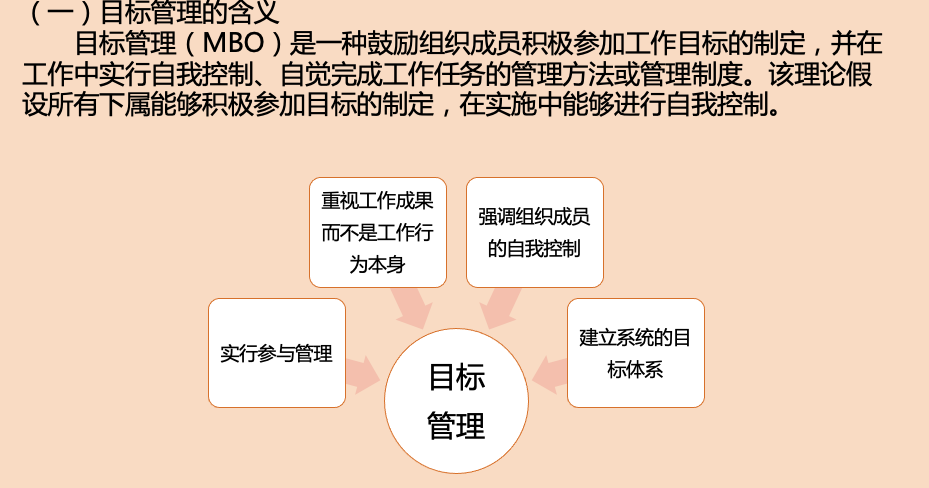 （一）目标管理的含义
目标管理（MBO）是一种鼓励组织成员积极参加工作目标的制定，并在
工作中实行自我控制、自觉完成工作任务的管理方法或管理制度。该理论假
设所有下属能够积极参加目标的制定，在实施中能够进行自我控制。
重视工作成果
而不是工作行
为本身
强调组织成员
的自我控制
实行参与管理
建立系统的目
标体系
目标
管理